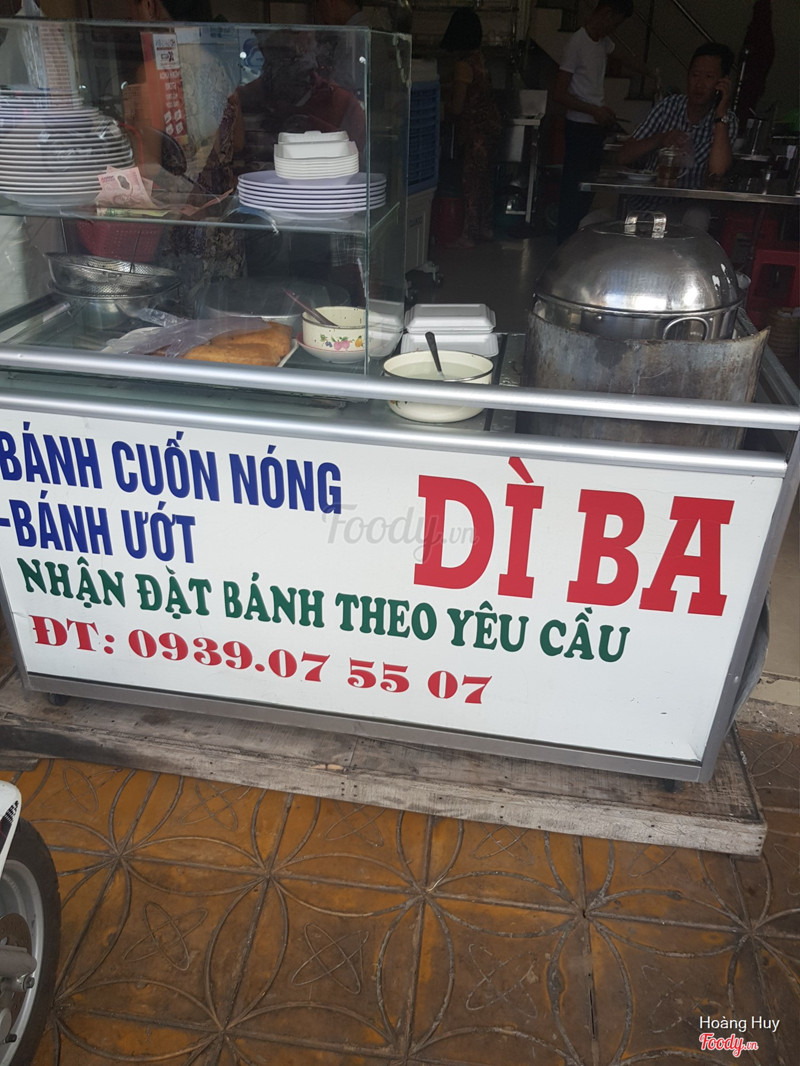 BÁNH CUỐN NÓNG
-BÁNH ƯỚT
DÌ BA
NHẬN ĐẶT BÁNH THEO YÊU CẦU
ĐT: 0939.07 55 07
Foody.vn
Hoàng Huy
Foody.vn